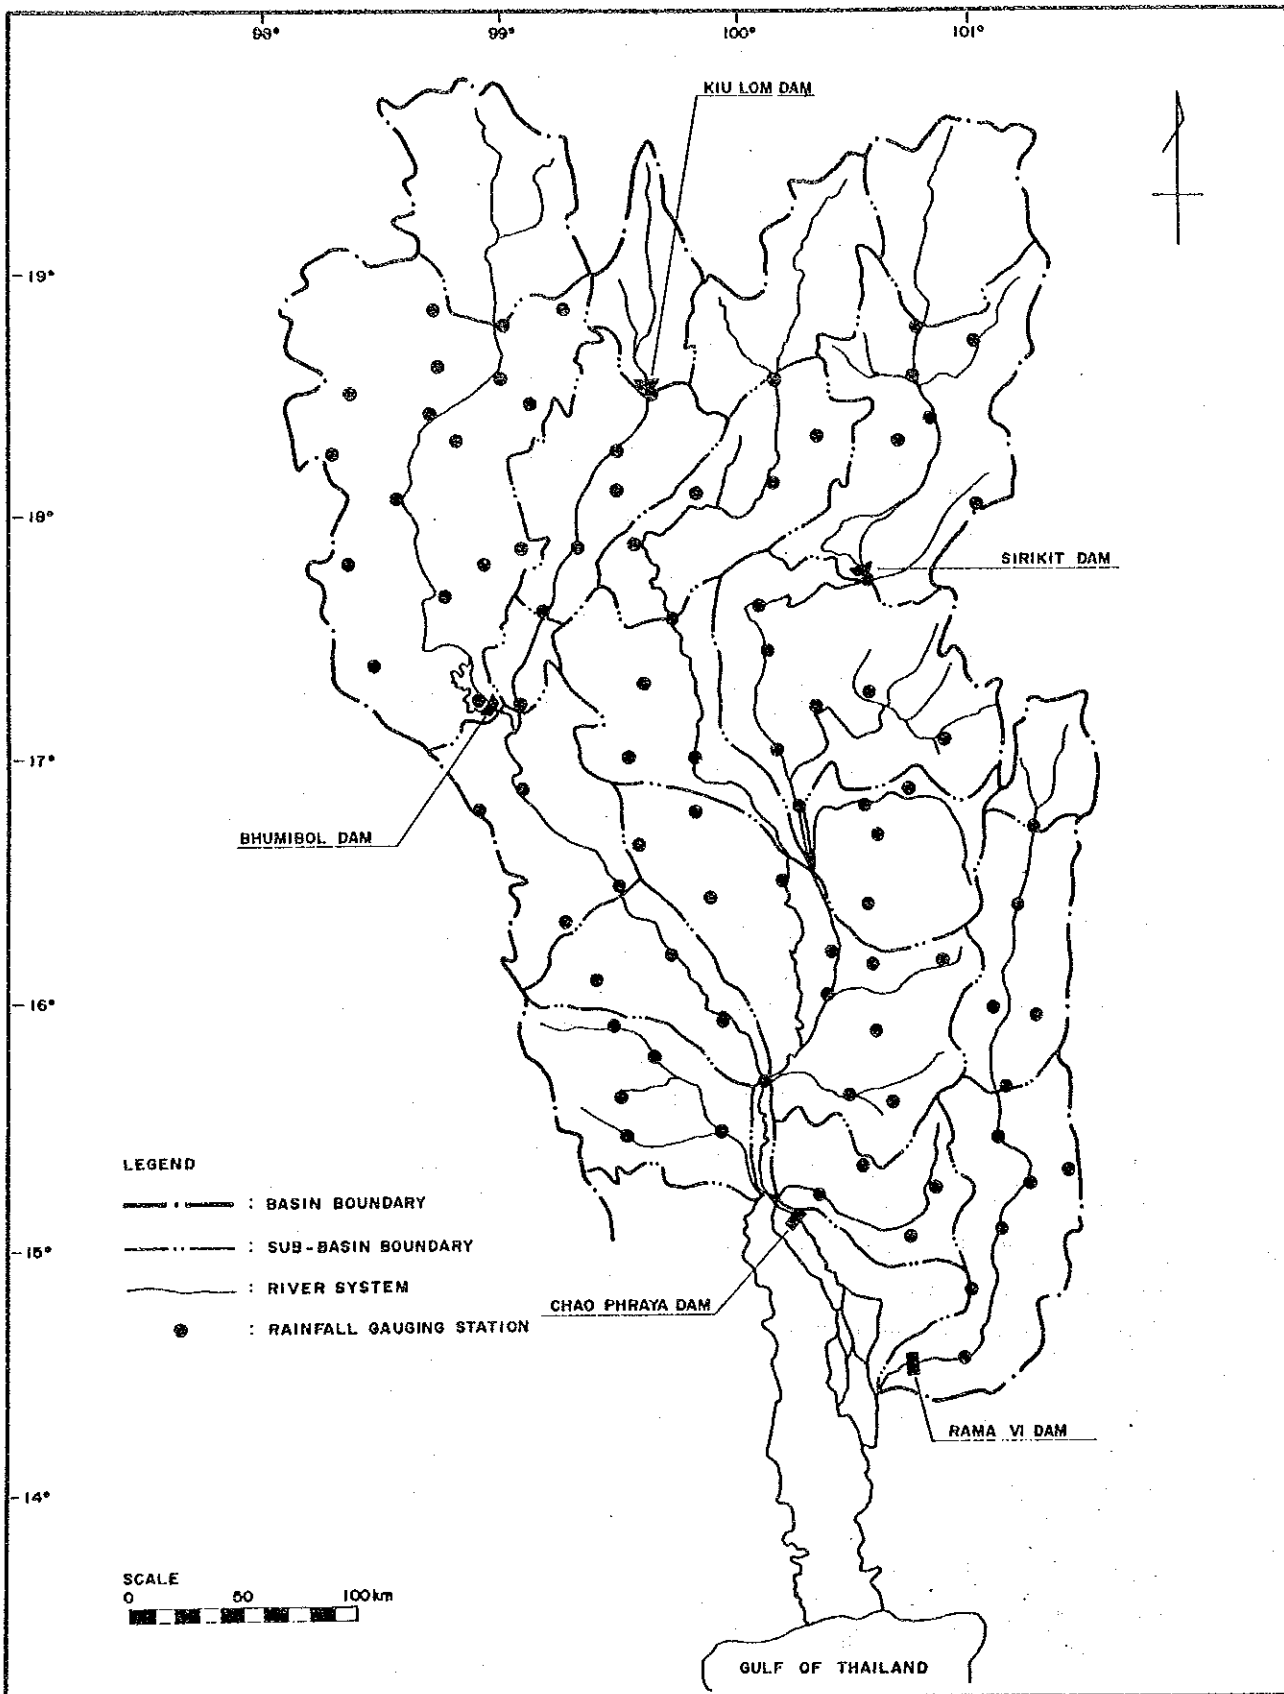 98° 99° 100° 101°
KIU LOM DAM
19°
18°
SIRIKIT DAM
17°
BHUMIBOL DAM
16°
LEGEND
: BASIN BOUNDARY
: SUB-BASIN BOUNDARY
15°
: RIVER SYSTEM
CHAO PHRAYA DAM
: RAINFALL GAUGING STATION
RAMA VI DAM
14°
SCALE
0 50 100km
GULF OF THAILAND